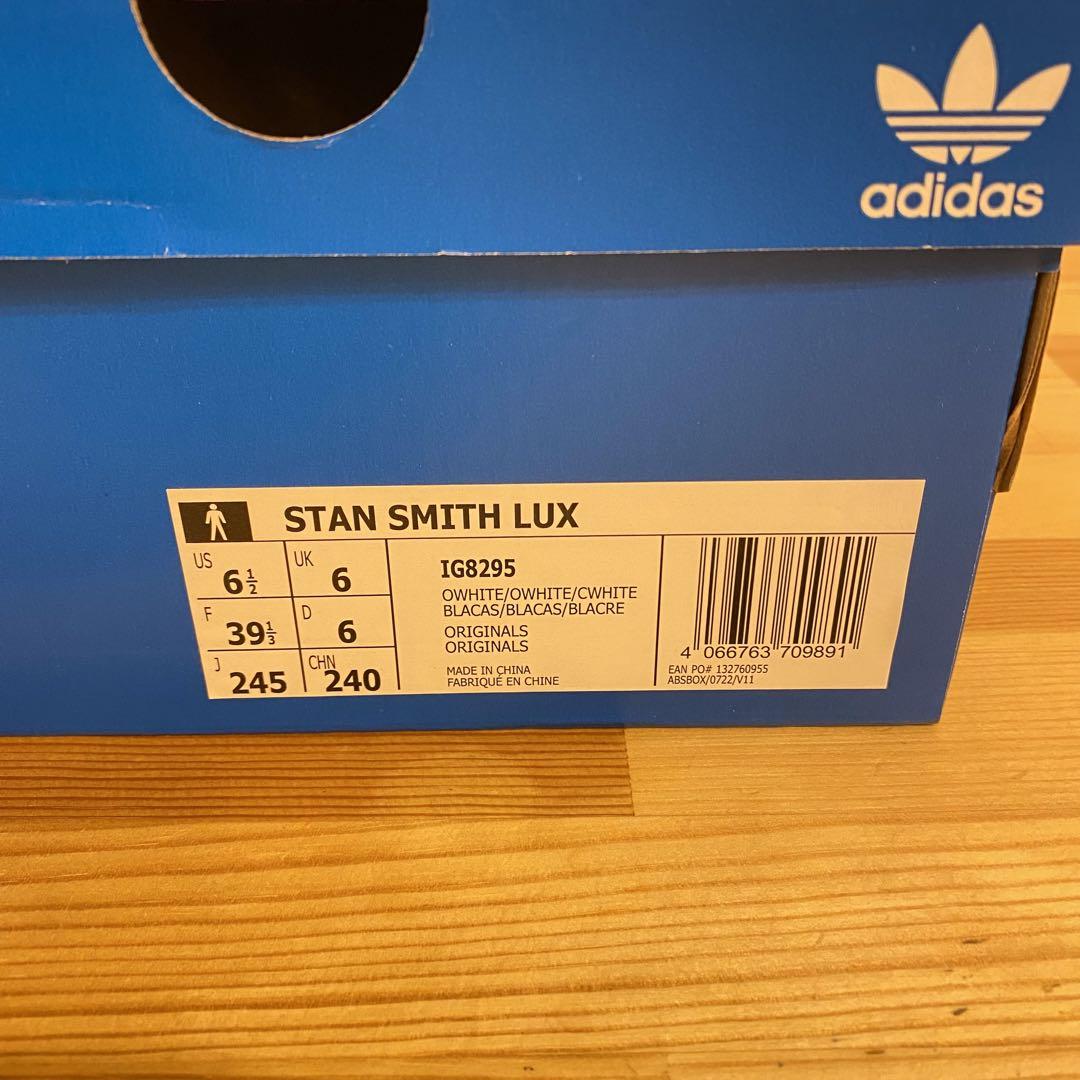 adidas
STAN SMITH LUX
US 6½
UK 6
F 39⅓
D 6
J 245
CHN 240
IG8295
OWHITE/OWHITE/CWHITE
BLACAS/BLACAS/BLACRE
ORIGINALS
ORIGINALS
MADE IN CHINA
FABRIQUÉ EN CHINE
4 066763 709891
EAN PO# 132760955
ABSBOX/0722/V11